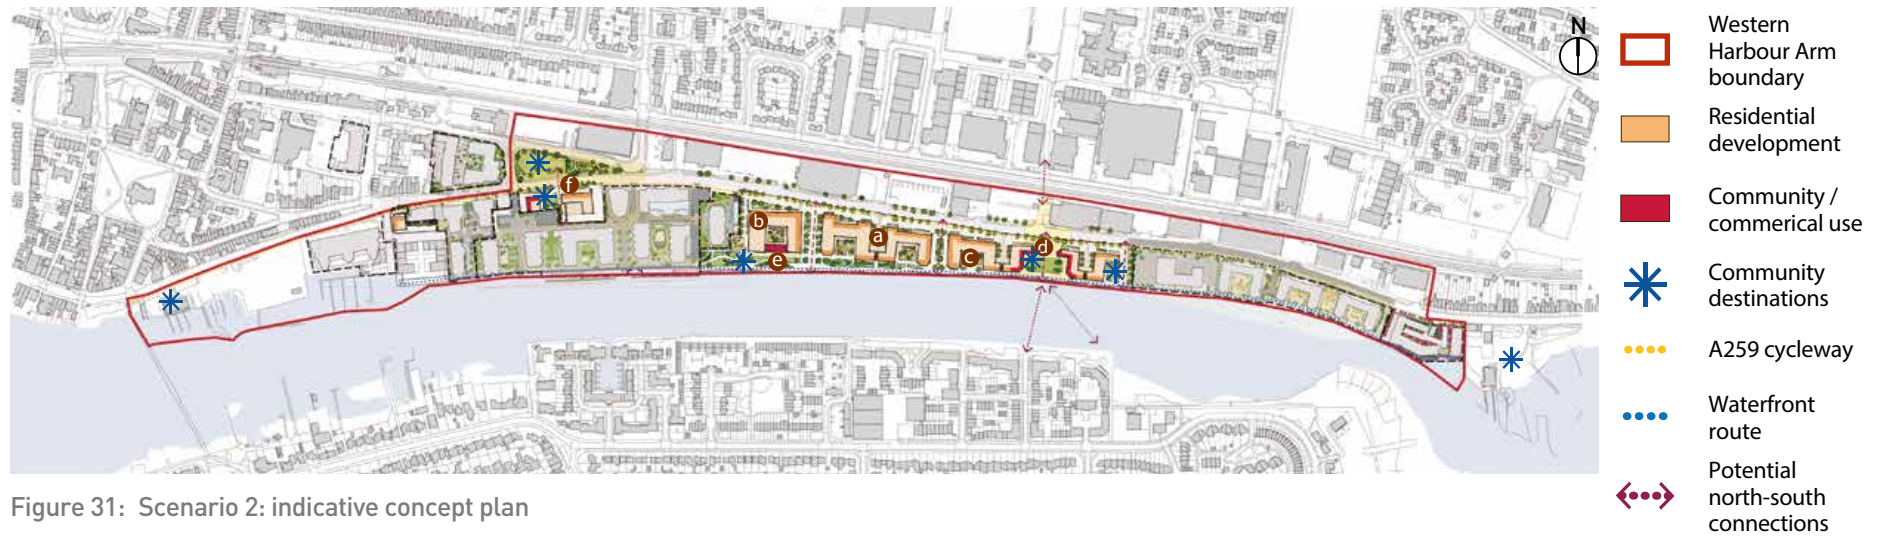 N
f
b
a
d
e
c
Western
Harbour Arm
boundary
Residential
development
Community /
commerical use
Community
destinations
A259 cycleway
Waterfront
route
Potential
north-south
connections
Figure 31: Scenario 2: indicative concept plan